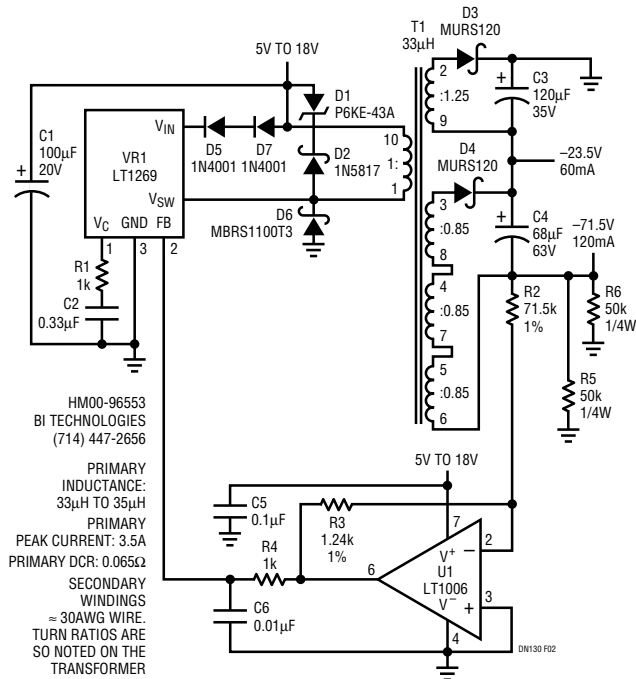 D3
MURS120
T1
33µH
5V TO 18V
2
:1.25
9
+
C3
120µF
35V
D1
P6KE-43A
C1
100µF
20V
+
VIN
VR1
LT1269
VSW
VC GND FB
1
3
2
D5
1N4001
D7
1N4001
D2
1N5817
10
1:
1
D6
MBRS1100T3
D4
MURS120
–23.5V
60mA
3
:0.85
8
+
C4
68µF
63V
–71.5V
120mA
4
:0.85
7
R2
71.5k
1%
R6
50k
1/4W
5
:0.85
6
R5
50k
1/4W
R1
1k
C2
0.33µF
HM00-96553
BI TECHNOLOGIES
(714) 447-2656
PRIMARY
INDUCTANCE:
33µH TO 35µH
PRIMARY
PEAK CURRENT: 3.5A
PRIMARY DCR: 0.065Ω
SECONDARY
WINDINGS
≈ 30AWG WIRE.
TURN RATIOS ARE
SO NOTED ON THE
TRANSFORMER
5V TO 18V
C5
0.1µF
R3
1.24k
1%
R4
1k
C6
0.01µF
7
6
V+
–
2
U1
LT1006
V–
+
3
4
DN130 F02